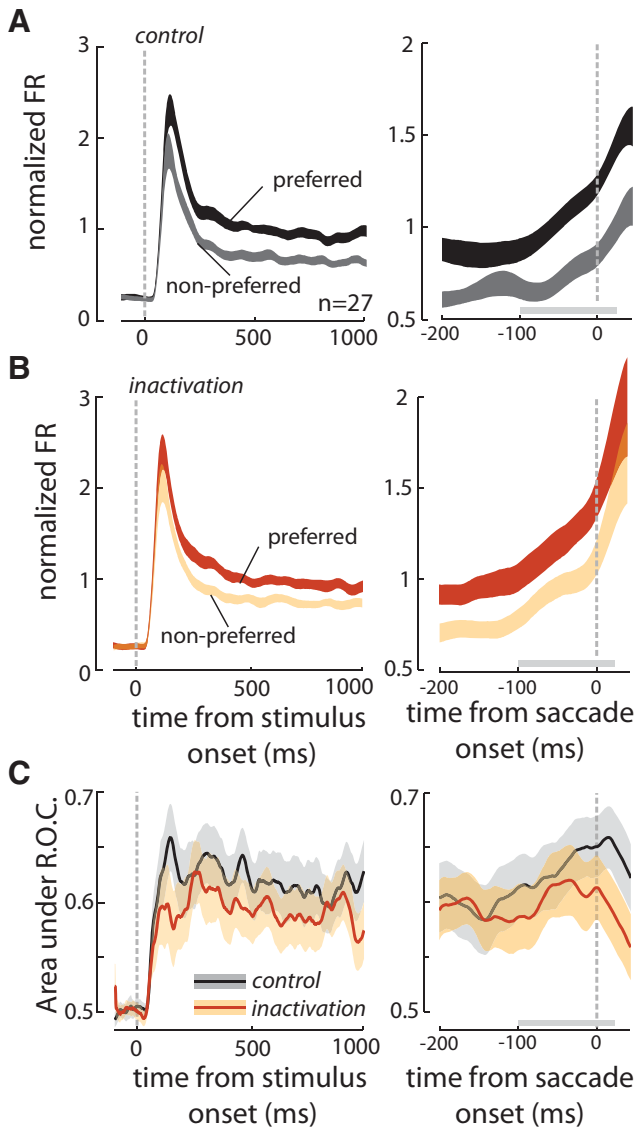 A
control
normalized FR
3
2
1
0
preferred
non-preferred
n=27
0
500
1000
2
1.5
1
0.5
-200
-100
0
B
inactivation
normalized FR
3
2
1
0
preferred
non-preferred
0
500
1000
time from stimulus
onset (ms)
2
1.5
1
0.5
-200
-100
0
time from saccade
onset (ms)
C
Area under R.O.C.
0.7
0.6
0.5
control
inactivation
0
500
1000
time from stimulus
onset (ms)
0.7
0.6
0.5
-200
-100
0
time from saccade
onset (ms)